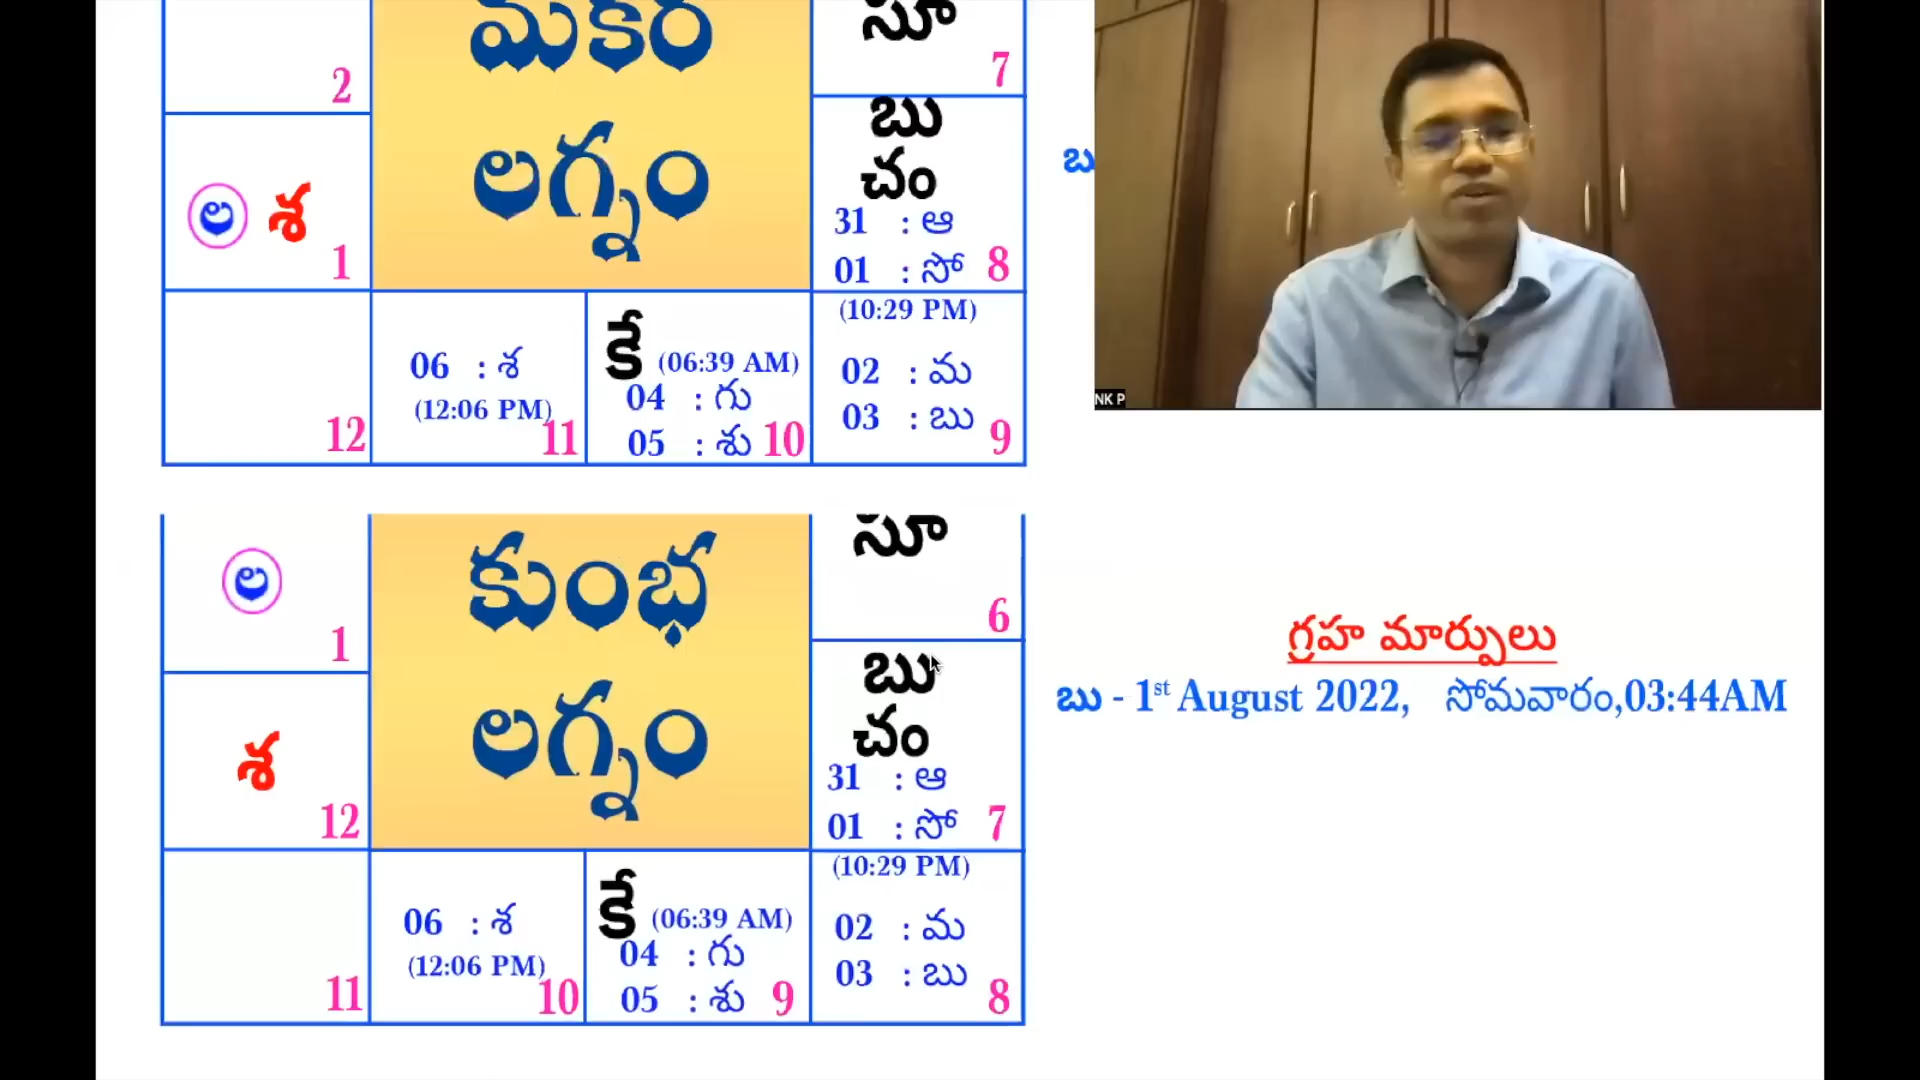 2
మకర
సూ
7
లగ్నం
బు
చం
31 : ఆ
01 : సో
8
ల శ
1
12
06 : శ
(12:06 PM)
11
కే (06:39 AM)
04 : గు
05 : శు
10
(10:29 PM)
02 : మ
03 : బు
9
బు
NK P
ల
1
కుంభ
లగ్నం
సూ
6
శ
12
బు
చం
31 : ఆ
01 : సో
7
11
06 : శ
(12:06 PM)
10
కే (06:39 AM)
04 : గు
05 : శు
9
(10:29 PM)
02 : మ
03 : బు
8
గ్రహ మార్పులు
బు - 1st August 2022, సోమవారం,03:44AM